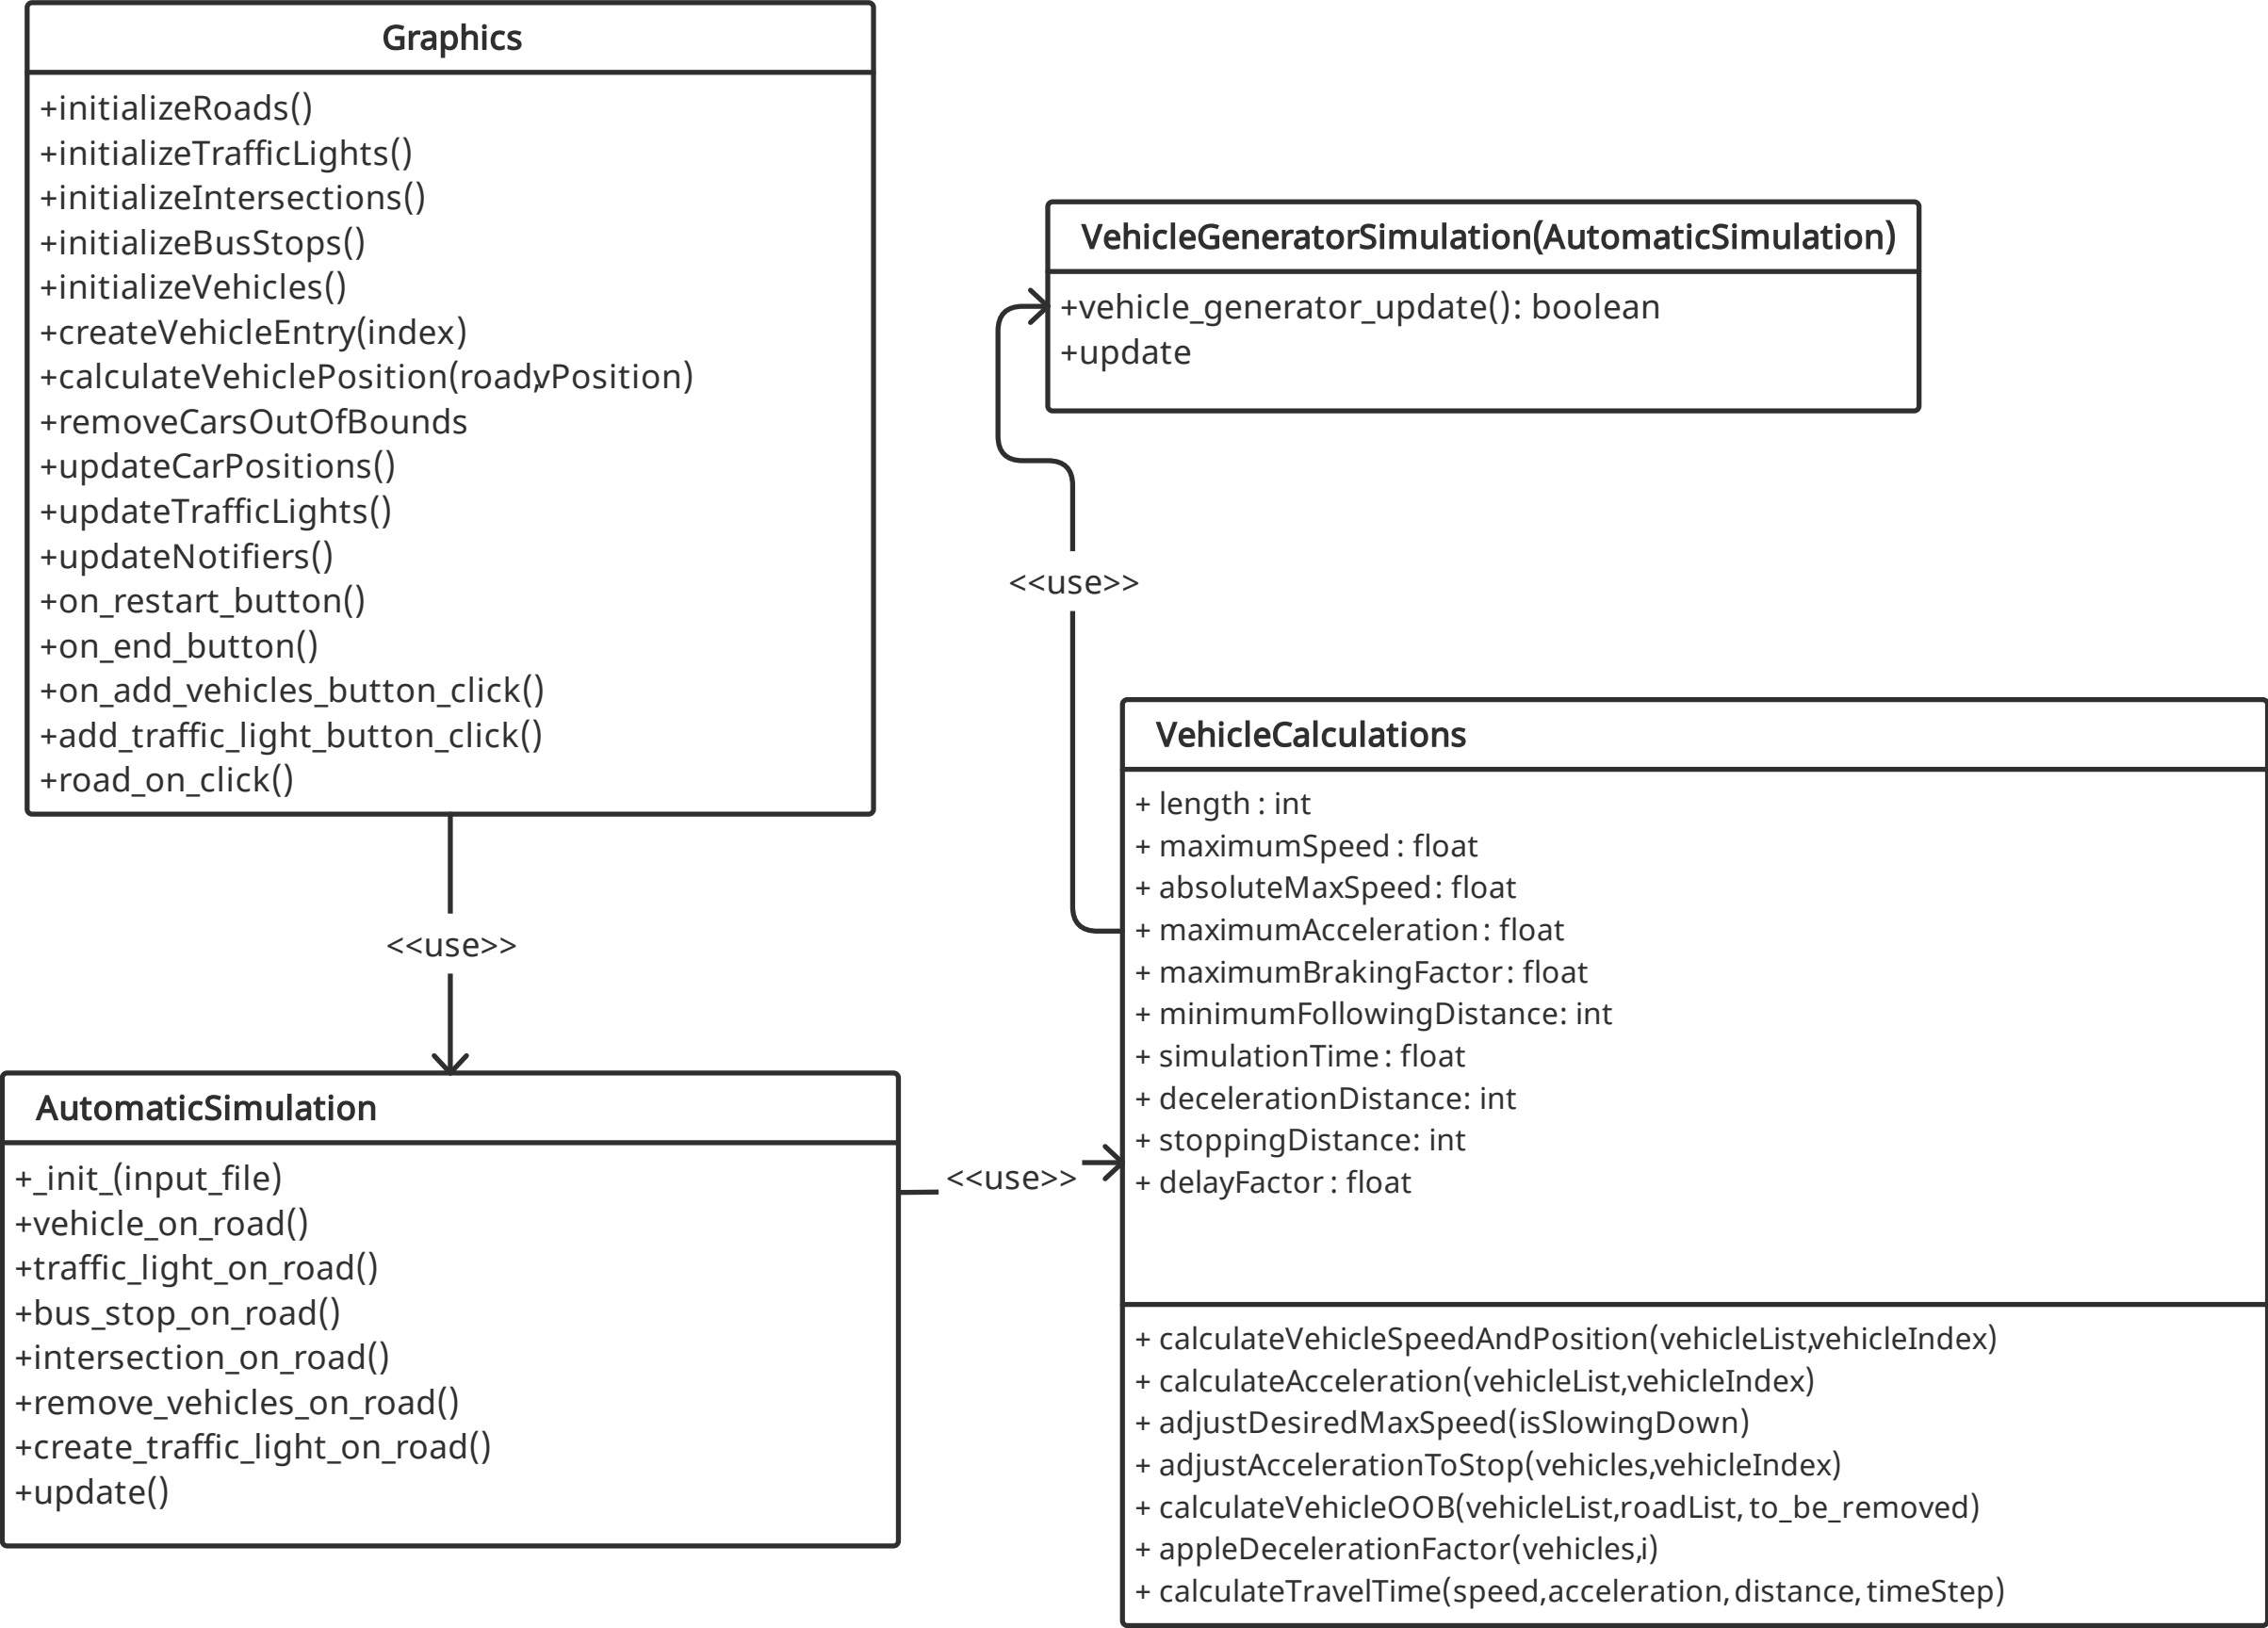 Graphics
+initializeRoads()
+initializeTrafficLights()
+initializeIntersections()
+initializeBusStops()
+initializeVehicles()
+createVehicleEntry(index)
+calculateVehiclePosition(road,vPosition)
+removeCarsOutOfBounds
+updateCarPositions()
+updateTrafficLights()
+updateNotifiers()
+on_restart_button()
+on_end_button()
+on_add_vehicles_button_click()
+add_traffic_light_button_click()
+road_on_click()
<<use>>
AutomaticSimulation
+_init_(input_file)
+vehicle_on_road()
+traffic_light_on_road()
+bus_stop_on_road()
+intersection_on_road()
+remove_vehicles_on_road()
+create_traffic_light_on_road()
+update()
<<use>>
VehicleGeneratorSimulation(AutomaticSimulation)
+vehicle_generator_update(): boolean
+update
<<use>>
VehicleCalculations
+ length : int
+ maximumSpeed : float
+ absoluteMaxSpeed : float
+ maximumAcceleration : float
+ maximumBrakingFactor : float
+ minimumFollowingDistance: int
+ simulationTime : float
+ decelerationDistance: int
+ stoppingDistance: int
+ delayFactor : float
+ calculateVehicleSpeedAndPosition(vehicleList,vehicleIndex)
+ calculateAcceleration(vehicleList,vehicleIndex)
+ adjustDesiredMaxSpeed(isSlowingDown)
+ adjustAccelerationToStop(vehicles,vehicleIndex)
+ calculateVehicleOOB(vehicleList,roadList, to_be_removed)
+ appleDecelerationFactor(vehicles,i)
+ calculateTravelTime(speed,acceleration, distance, timeStep)